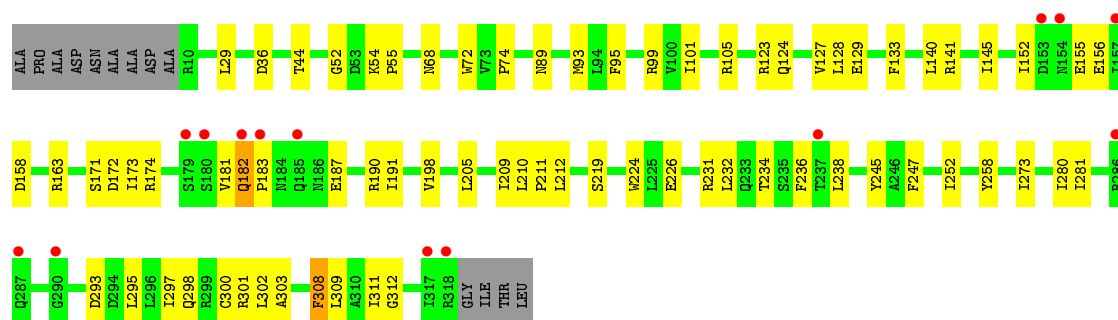 ALA PRO ALA ASP ASN ALA ALA ASP ALA R10 L29 D36 T44 G52 D53 K54 P55 N68 W72 V73 P74 N89 M93 L94 F95 R99 V100 I101 R105 R123 Q124 V127 L128 E129 F133 L140 R141 I145 I152 D153 N154 E155 E156 I157
D158 R163 S171 D172 I173 R174 S179 S180 V181 Q182 P183 N184 Q185 N186 E187 R190 I191 V198 L205 I209 L210 P211 L212 S219 W224 L225 E226 R231 L232 Q233 T234 S235 F236 T237 L238 Y245 A246 F247 I252 Y258 I273 I280 I281 R286
Q287 G290 D293 D294 L295 L296 I297 Q298 R299 C300 R301 L302 A303 F308 L309 A310 I311 G312 I317 R318 GLY ILE THR LEU